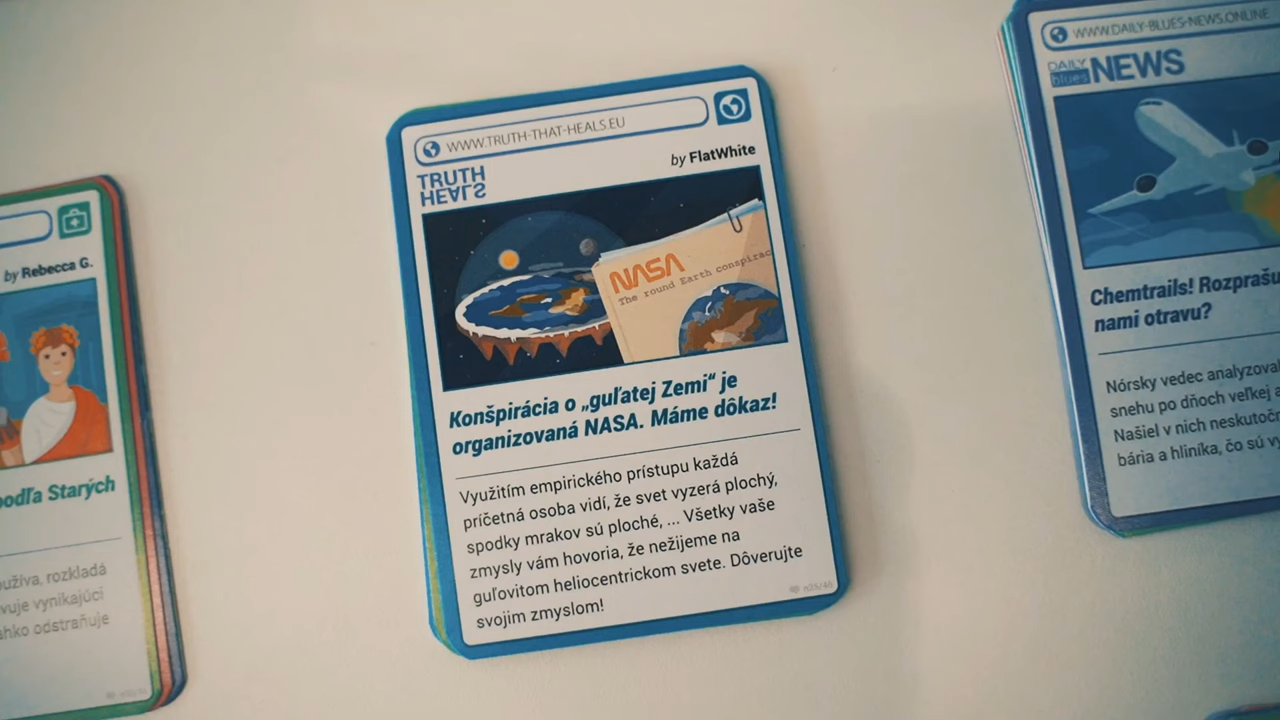 by Rebecca G.
podľa Starých
rozkladá
vynikajúci
odstraňuje
WWW.TRUTH-THAT-HEALS.EU
TRUTH
HEALS
by FlatWhite
NASA
The round Earth conspirac
Konšpirácia o „guľatej Zemi“ je
organizovaná NASA. Máme dôkaz!
Využitím empirického prístupu každá
príčetná osoba vidí, že svet vyzerá plochý,
spodky mrakov sú ploché, ... Všetky vaše
zmysly vám hovoria, že nežijeme na
guľovitom heliocentrickom svete. Dôverujte
svojim zmyslom!
WWW.DAILY-BLUES-NEWS.ONLINE
DAILY
blues NEWS
Chemtrails! Rozprašu
nami otravu?
Nórsky vedec analyzoval
snehu po dňoch veľkej a
Našiel v nich neskutoč
bária a hliníka, čo sú vý